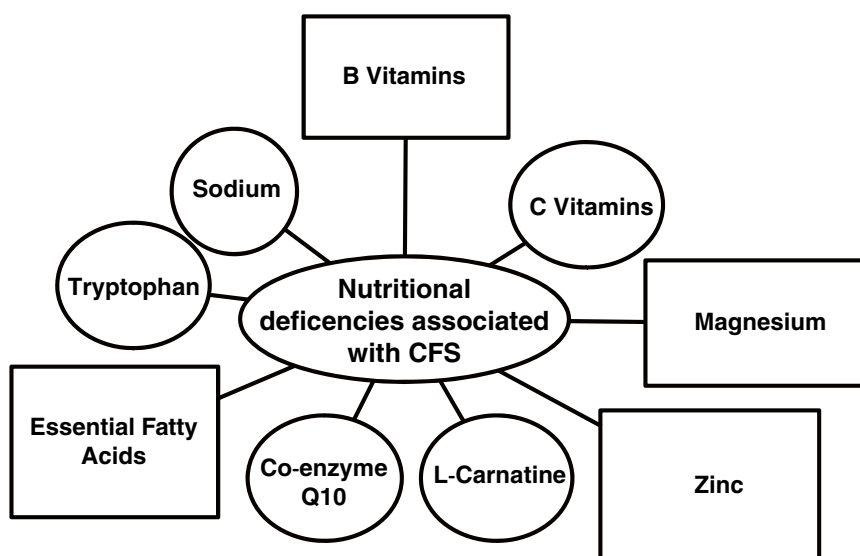 B Vitamins
Sodium
C Vitamins
Tryptophan
Nutritional
deficencies associated
with CFS
Magnesium
Essential Fatty
Acids
Co-enzyme
Q10
L-Carnatine
Zinc